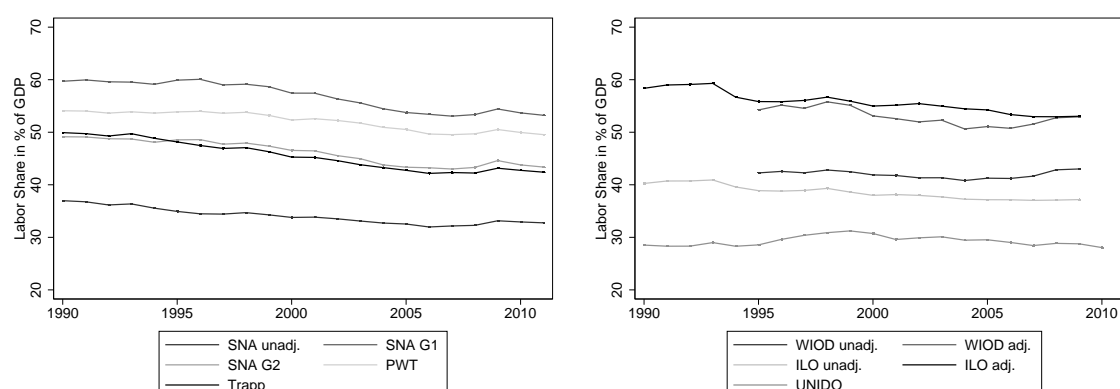 70
60
50
40
30
20
Labor Share in % of GDP
1990 1995 2000 2005 2010
SNA unadj. SNA G1
SNA G2 PWT
Trapp
70
60
50
40
30
20
Labor Share in % of GDP
1990 1995 2000 2005 2010
WIOD unadj. WIOD adj.
ILO unadj. ILO adj.
UNIDO